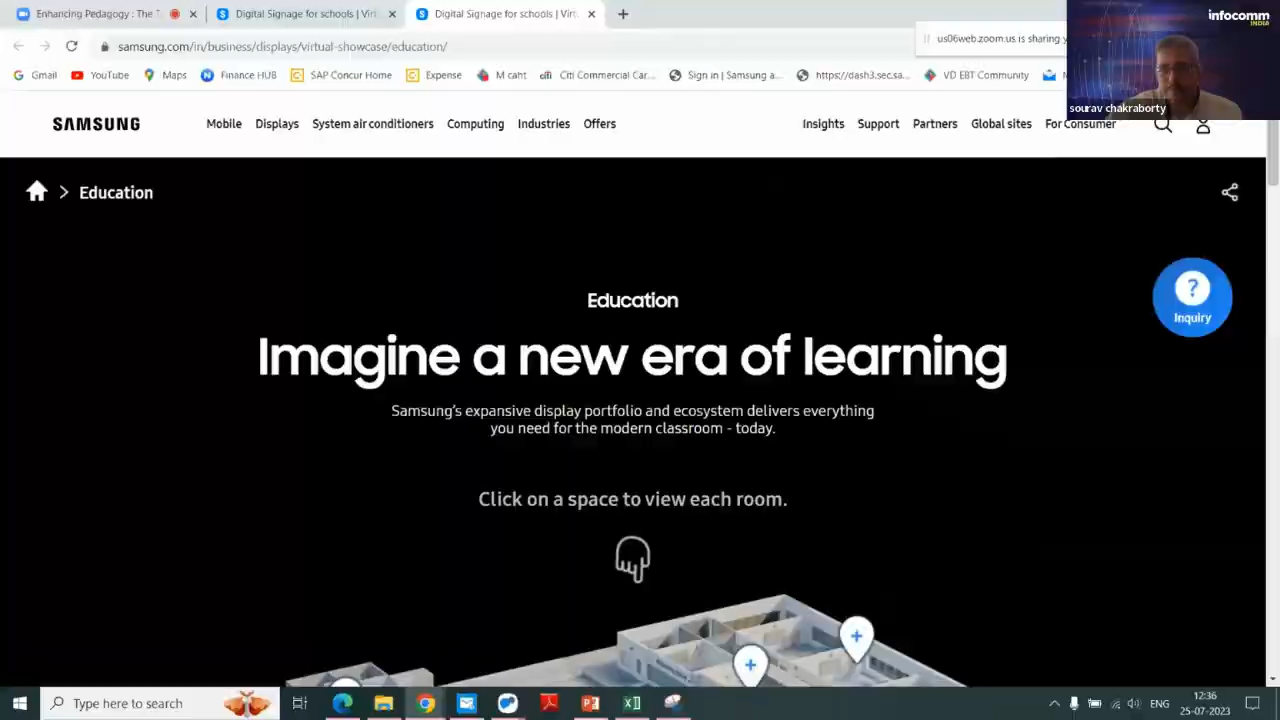 Enhancing Pedagogy : The T
Digital Signage for schools | Virtu
Digital Signage for schools | Virtu
samsung.com/in/business/displays/virtual-showcase/education/
us06web.zoom.us is sharing y
infocomm
INDIA
sourav chakraborty
Gmail
YouTube
Maps
Finance HUB
SAP Concur Home
Expense
M caht
Citi Commercial Car...
Sign in | Samsung a...
https://dash3.sec.sa...
VD EBT Community
SAMSUNG
Mobile
Displays
System air conditioners
Computing
Industries
Offers
Insights
Support
Partners
Global sites
For Consumer
Education
Inquiry
Education
Imagine a new era of learning
Samsung's expansive display portfolio and ecosystem delivers everything
you need for the modern classroom - today.
Click on a space to view each room.
Type here to search
ENG
12:36
25-07-2023